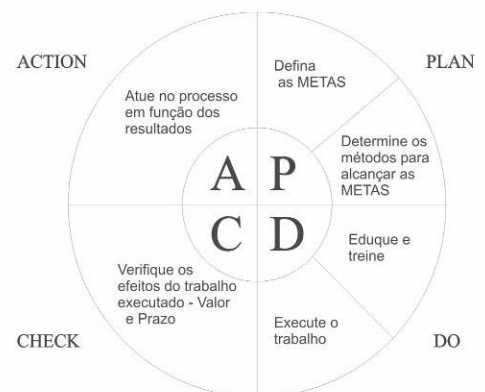 ACTION
PLAN
Defina
as METAS
Atue no processo
em função dos
resultados
Determine os
métodos para
alcançar as
METAS
A P
C D
Eduque e
treine
Verifique os
efeitos do trabalho
executado - Valor
e Prazo
Execute o
trabalho
CHECK
DO